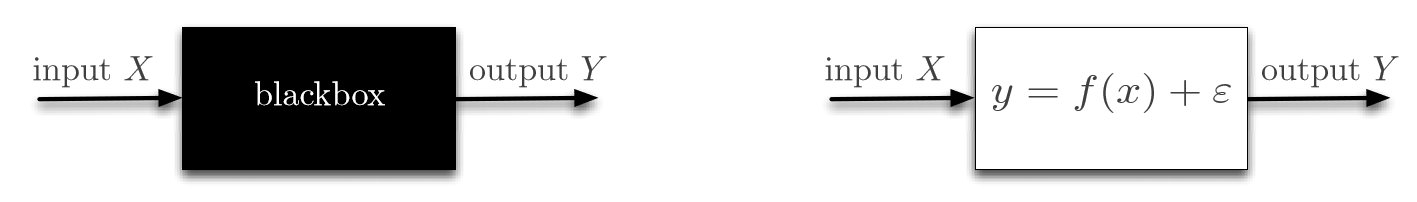 input X
blackbox
output Y
input X
y = f(x) + ε
output Y